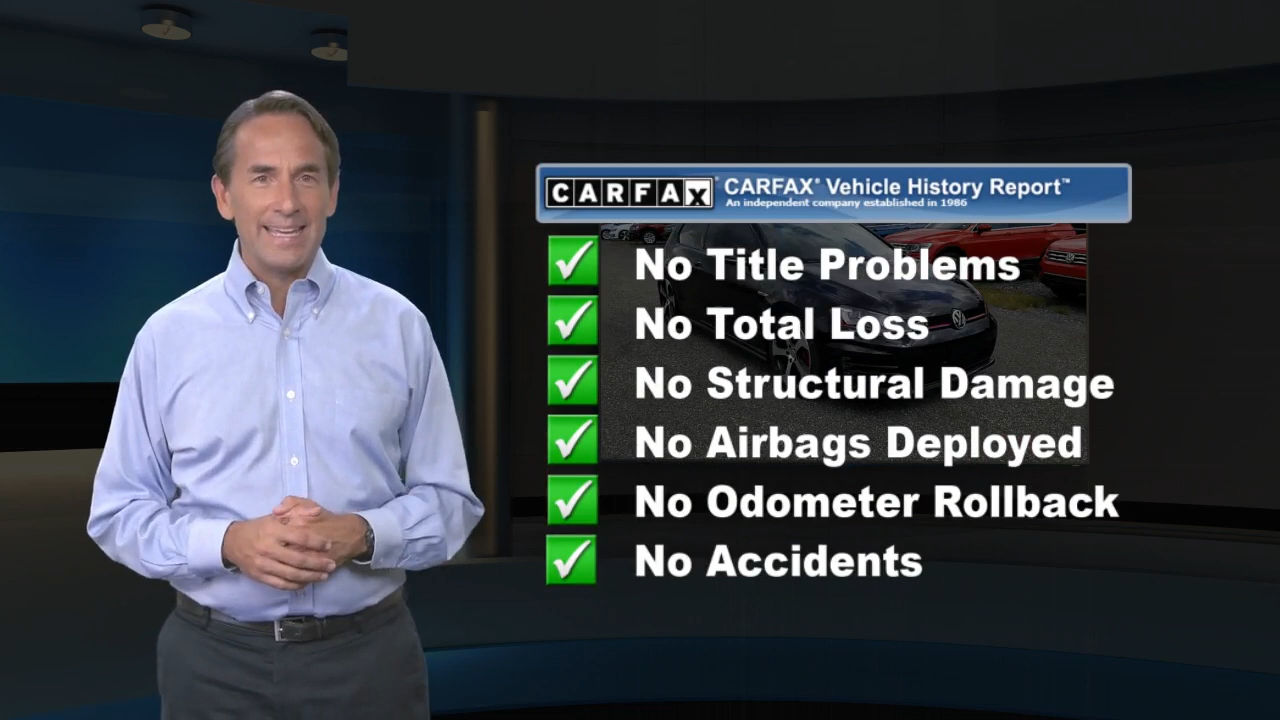 CARFAX
CARFAX® Vehicle History Report™
An independent company established in 1986
No Title Problems
No Total Loss
No Structural Damage
No Airbags Deployed
No Odometer Rollback
No Accidents